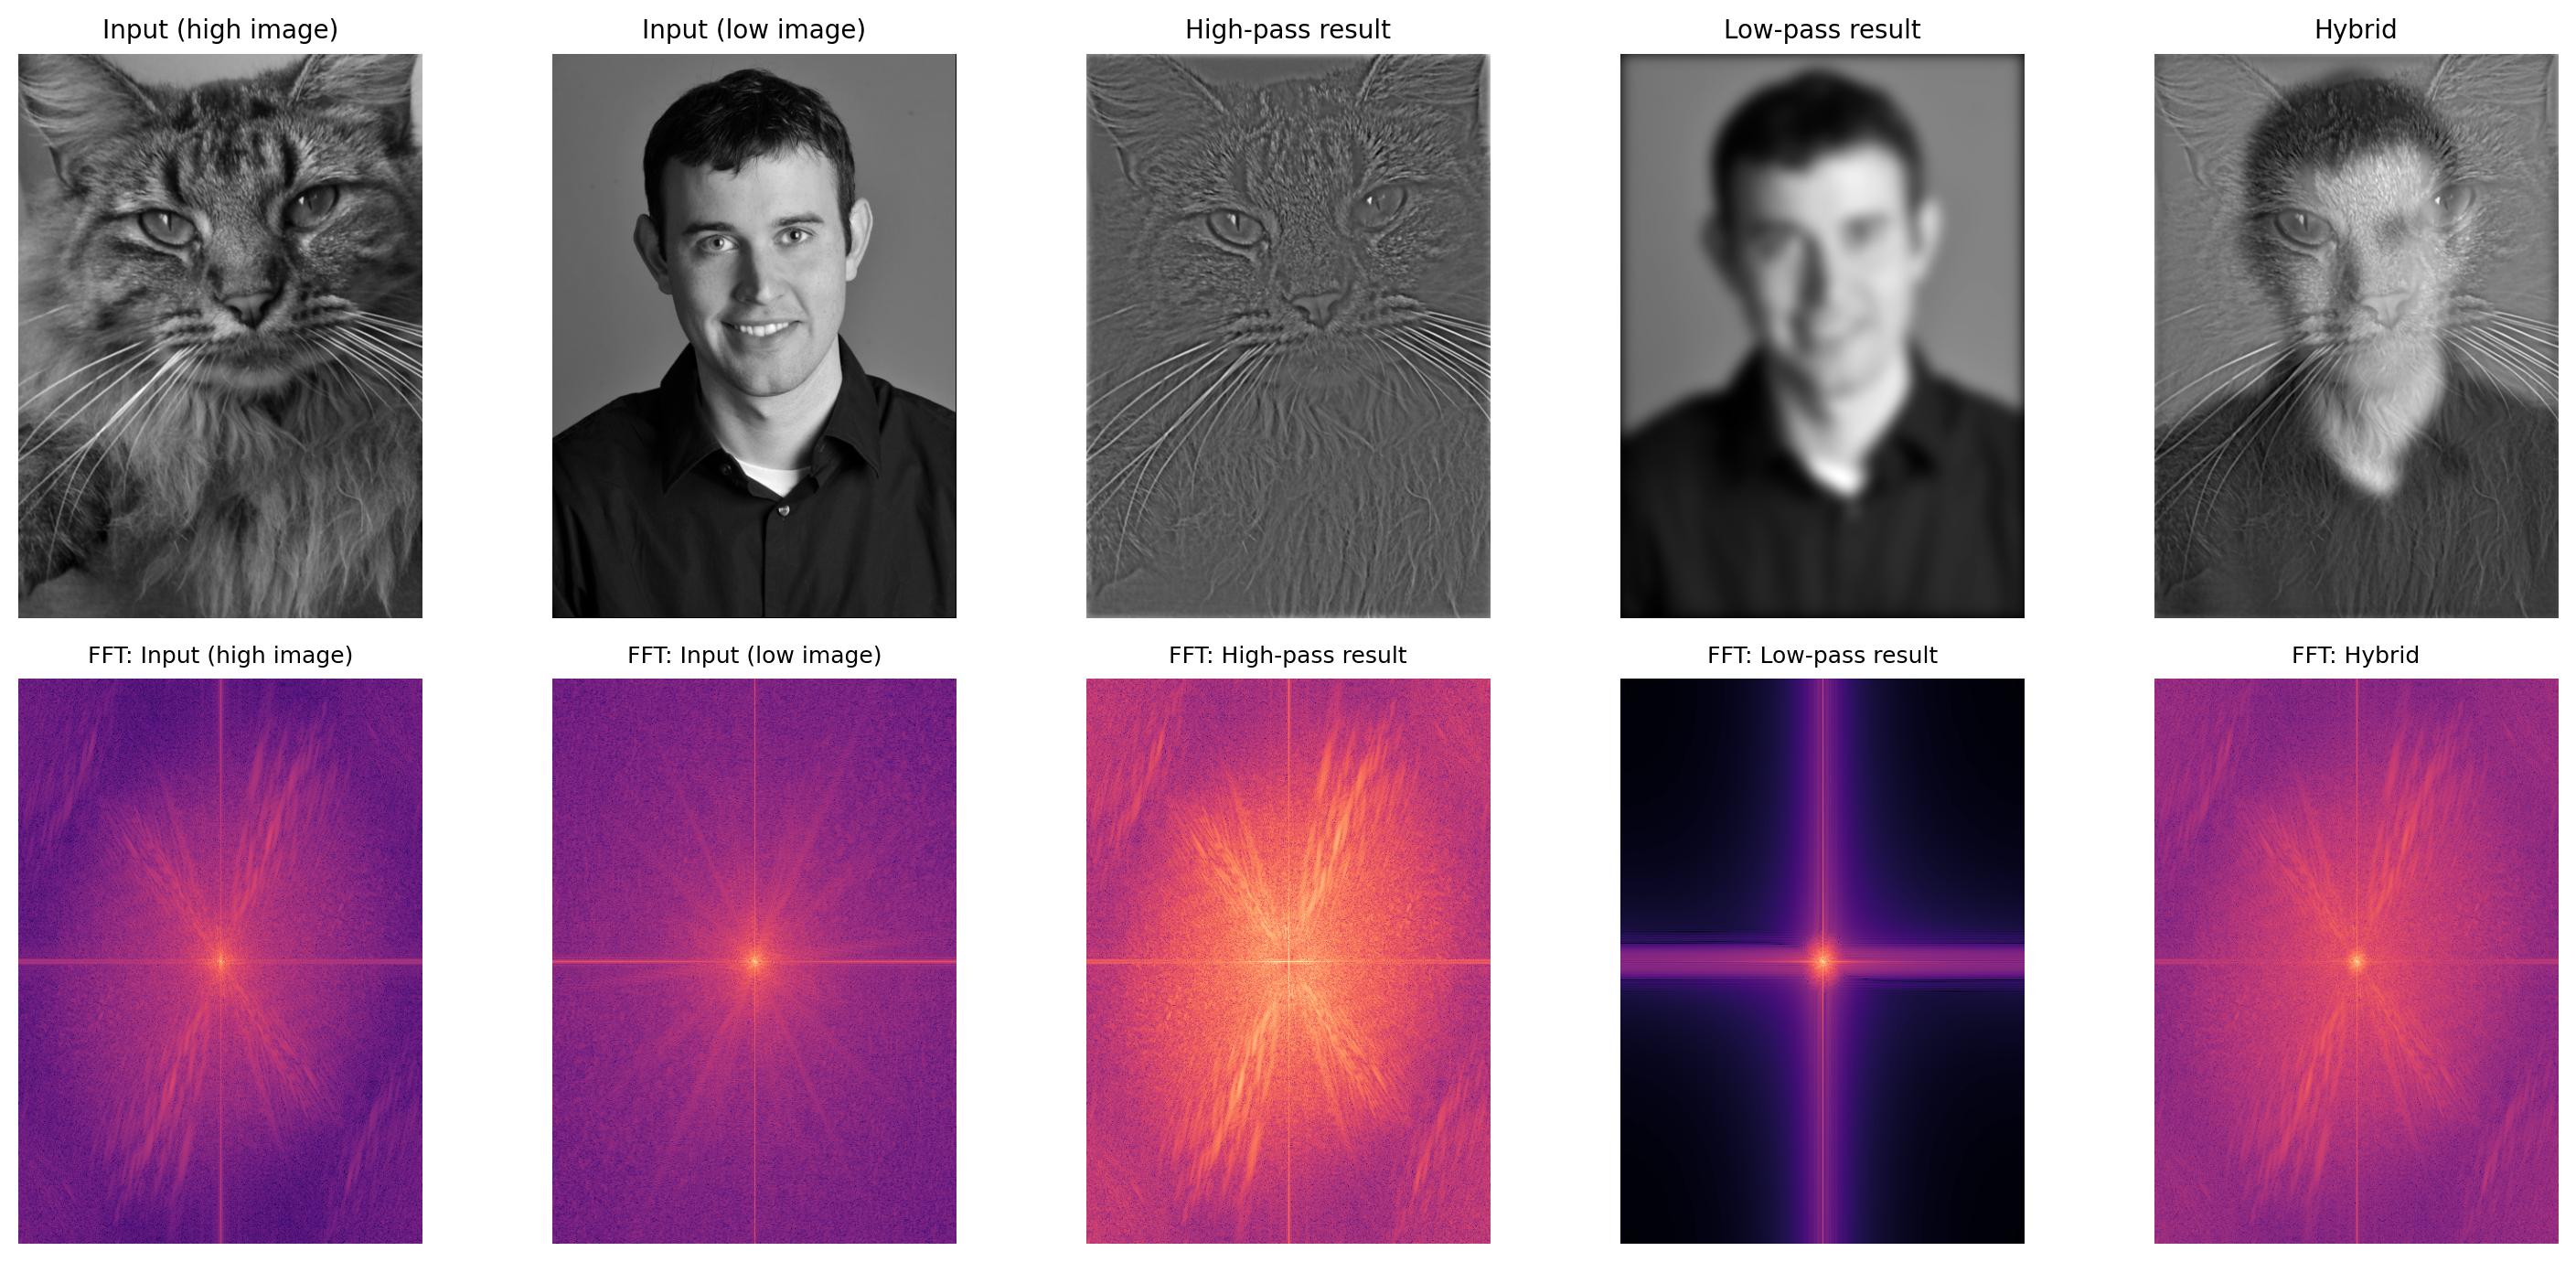 Input (high image)
Input (low image)
High-pass result
Low-pass result
Hybrid
FFT: Input (high image)
FFT: Input (low image)
FFT: High-pass result
FFT: Low-pass result
FFT: Hybrid